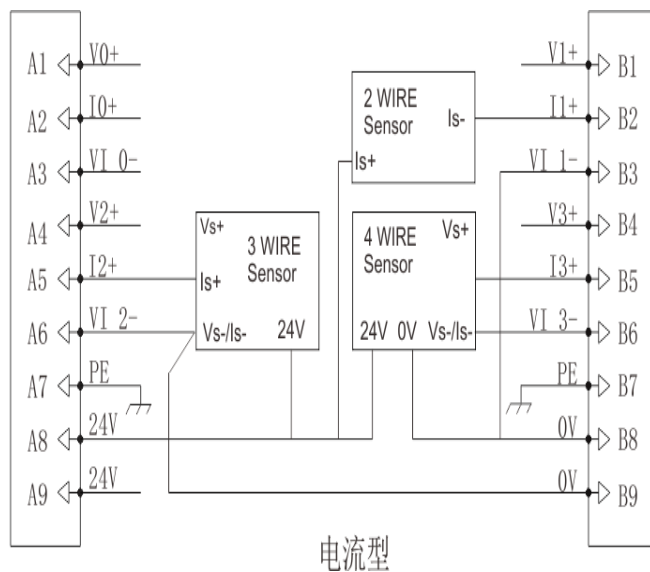 A1 V0+
A2 I0+
A3 VI 0-
A4 V2+
A5 I2+
A6 VI 2-
A7 PE
A8 24V
A9 24V
Vs+
3 WIRE
Sensor
Is+
Vs-/Is-
24V
2 WIRE
Sensor
Is-
Is+
Vs+
4 WIRE
Sensor
24V 0V Vs-/Is-
V1+ B1
I1+ B2
VI 1- B3
V3+ B4
I3+ B5
VI 3- B6
PE B7
0V B8
0V B9
电流型